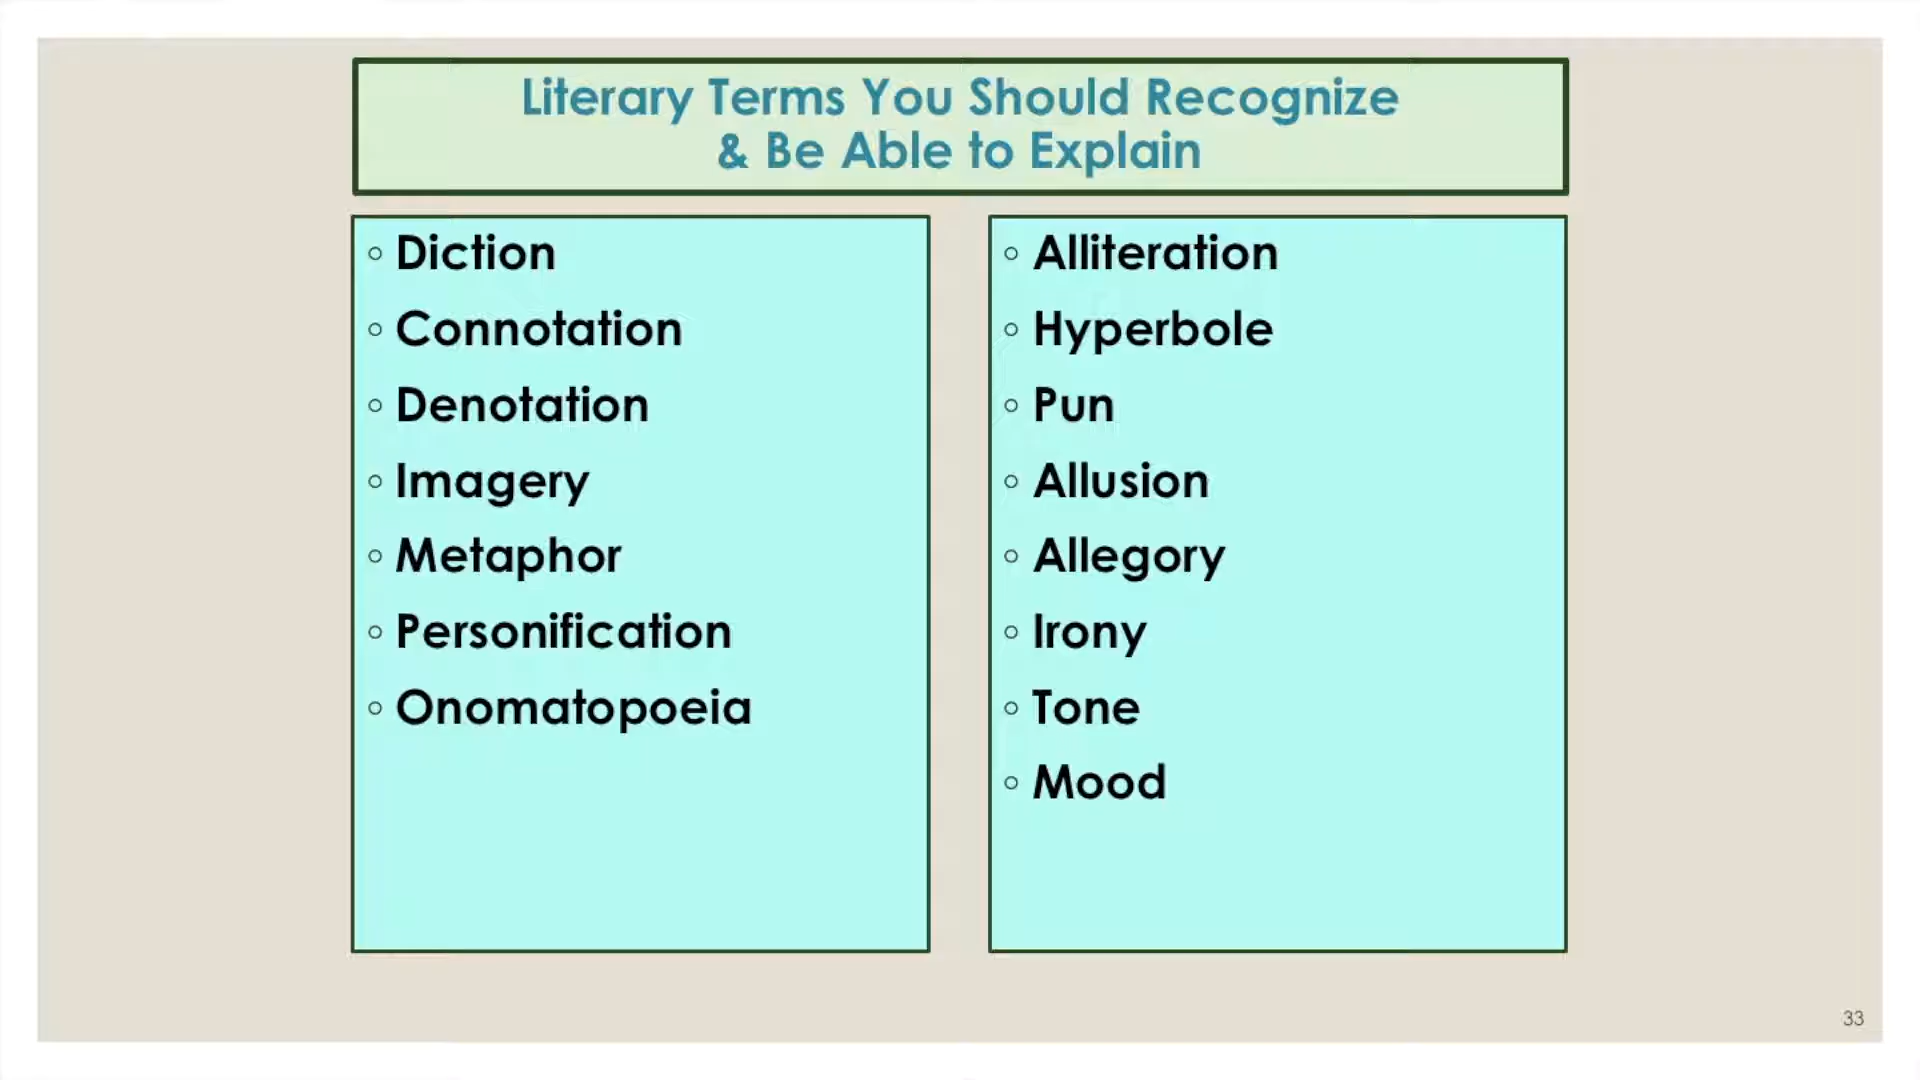 Literary Terms You Should Recognize
& Be Able to Explain
◦ Diction
◦ Connotation
◦ Denotation
◦ Imagery
◦ Metaphor
◦ Personification
◦ Onomatopoeia
◦ Alliteration
◦ Hyperbole
◦ Pun
◦ Allusion
◦ Allegory
◦ Irony
◦ Tone
◦ Mood
33